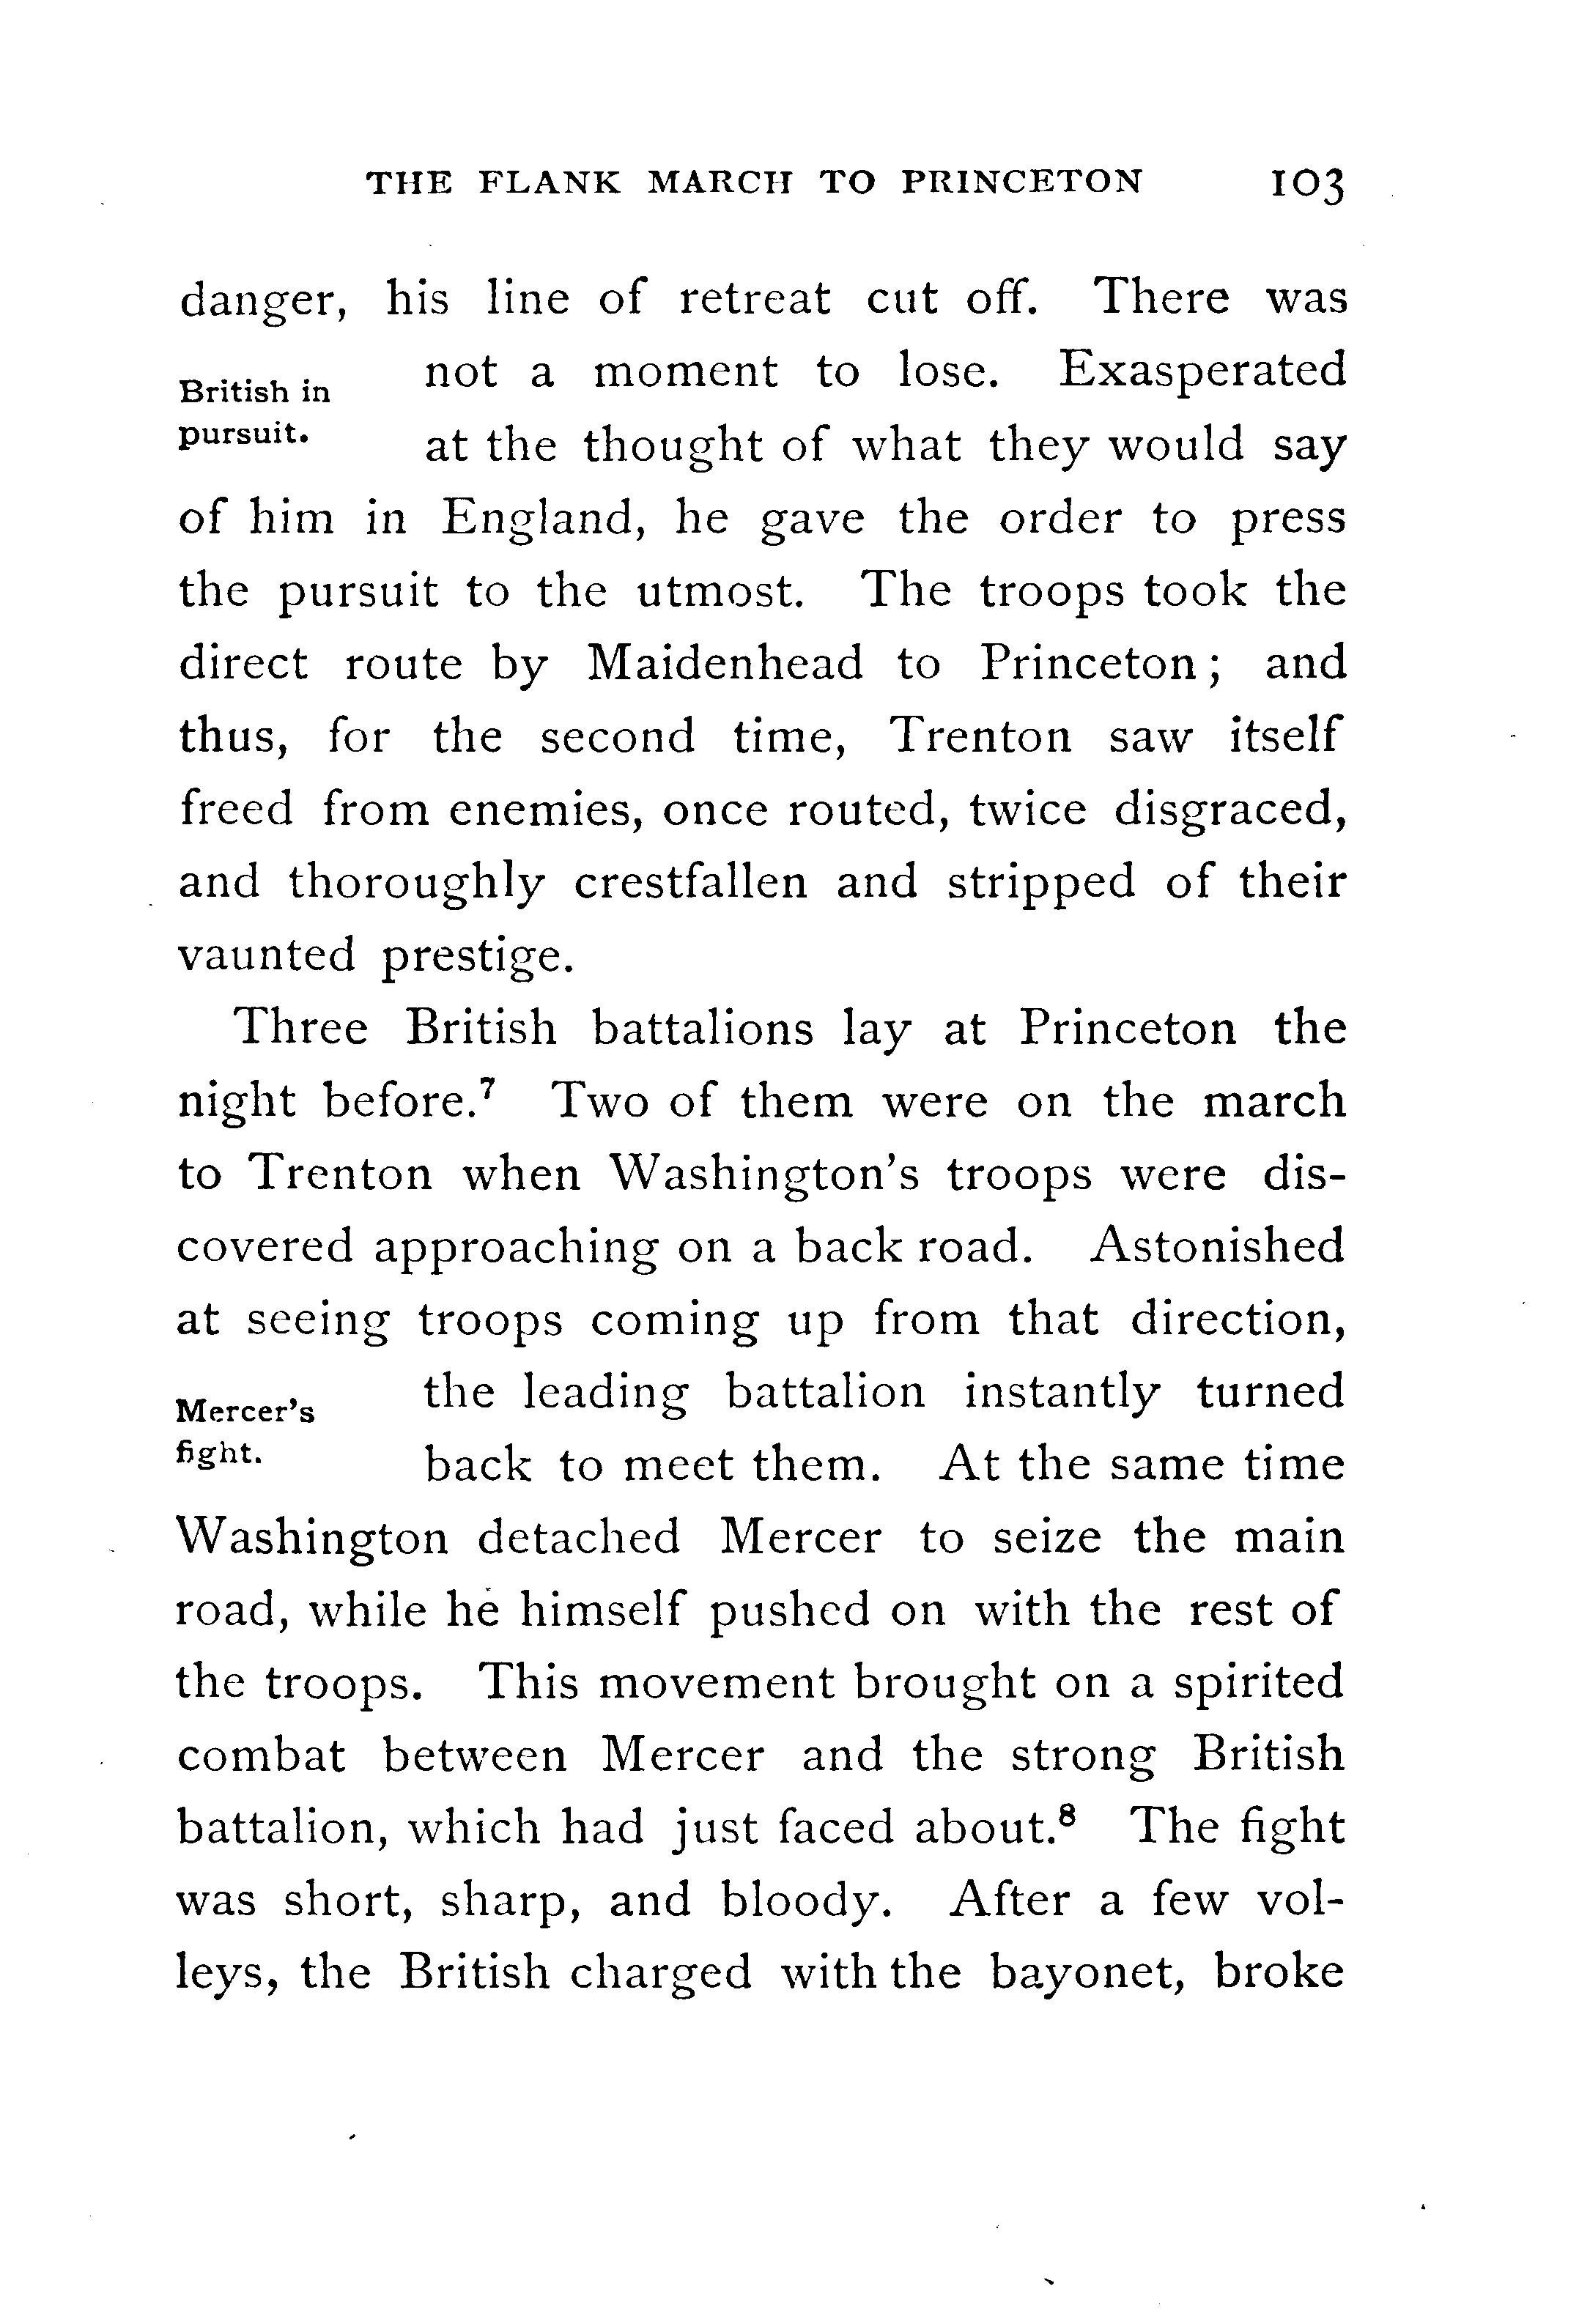 THE FLANK MARCH TO PRINCETON 103
danger, his line of retreat cut off. There was
British in
pursuit.
not a moment to lose. Exasperated
at the thought of what they would say
of him in England, he gave the order to press
the pursuit to the utmost. The troops took the
direct route by Maidenhead to Princeton; and
thus, for the second time, Trenton saw itself
freed from enemies, once routed, twice disgraced,
and thoroughly crestfallen and stripped of their
vaunted prestige.
Three British battalions lay at Princeton the
night before.⁷ Two of them were on the march
to Trenton when Washington's troops were dis-
covered approaching on a back road. Astonished
at seeing troops coming up from that direction,
Mercer's
fight.
the leading battalion instantly turned
back to meet them. At the same time
Washington detached Mercer to seize the main
road, while he himself pushed on with the rest of
the troops. This movement brought on a spirited
combat between Mercer and the strong British
battalion, which had just faced about.⁸ The fight
was short, sharp, and bloody. After a few vol-
leys, the British charged with the bayonet, broke